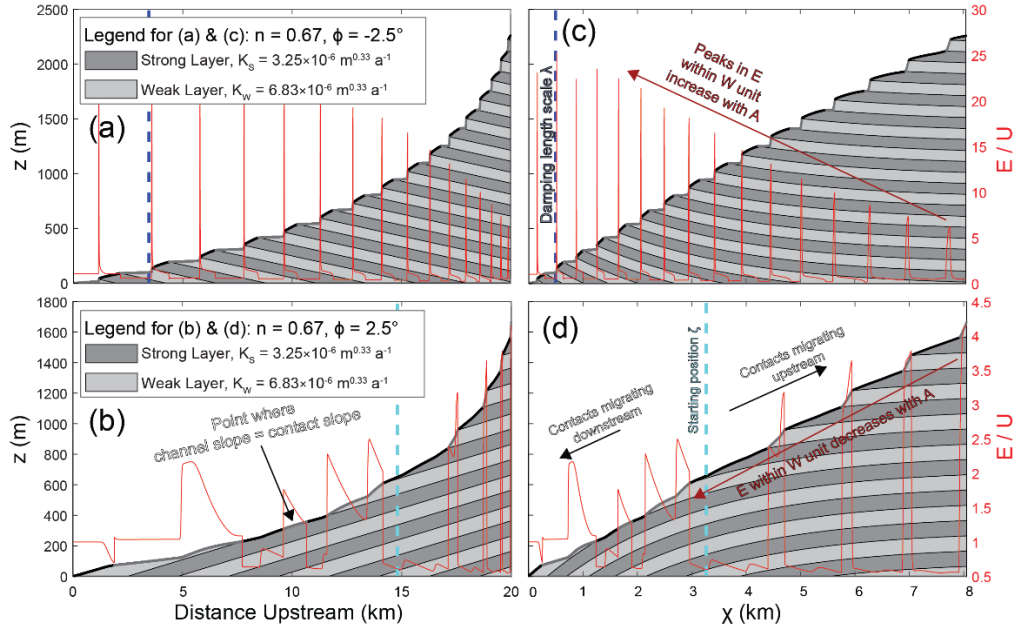 Legend for (a) & (c): n = 0.67, ϕ = -2.5°
Strong Layer, K_S = 3.25×10⁻⁶ m^0.33 a⁻¹
Weak Layer, K_W = 6.83×10⁻⁶ m^0.33 a⁻¹
(a)
z (m)
2500
2000
1500
1000
500
0
(c)
Damping length scale λ
Peaks in E
within W unit
increase with A
E / U
30
25
20
15
10
5
0
Legend for (b) & (d): n = 0.67, ϕ = 2.5°
Strong Layer, K_S = 3.25×10⁻⁶ m^0.33 a⁻¹
Weak Layer, K_W = 6.83×10⁻⁶ m^0.33 a⁻¹
(b)
Point where
channel slope = contact slope
z (m)
1800
1600
1400
1200
1000
800
600
400
200
0
0 5 10 15 20
Distance Upstream (km)
(d)
Starting position ζ
Contacts migrating
upstream
Contacts migrating
downstream
E within W unit decreases with A
E / U
4.5
4
3.5
3
2.5
2
1.5
1
0.5
0 1 2 3 4 5 6 7 8
χ (km)